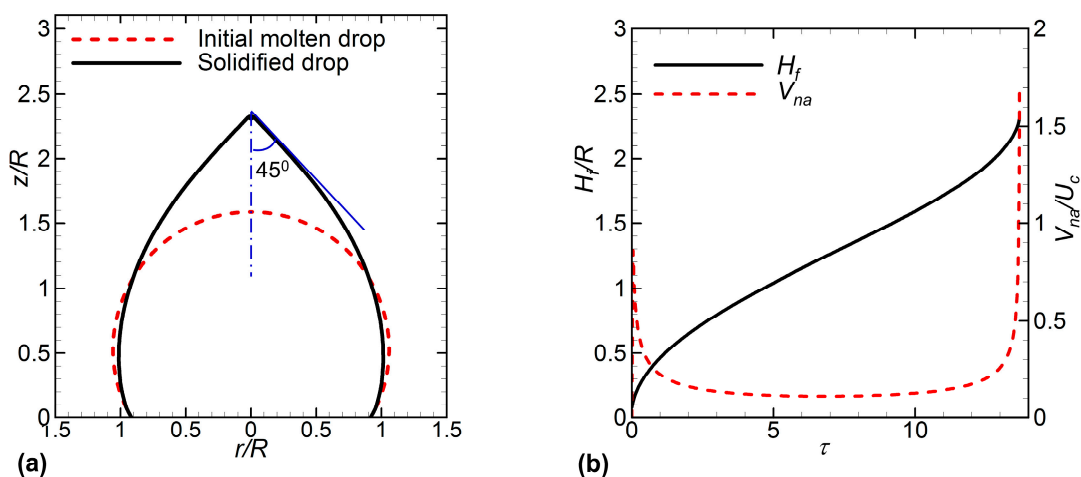 3
2.5
2
1.5
1
0.5
0
z/R
Initial molten drop
Solidified drop
45⁰
1.5 1 0.5 0 0.5 1 1.5
r/R
(a)
3
2.5
2
1.5
1
0.5
0
H_f/R
H_f
V_na
2
1.5
1
0.5
0
V_na/U_c
0 5 10
τ
(b)